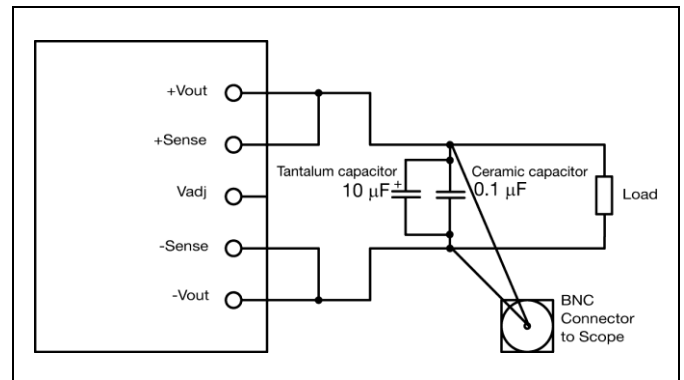 +Vout
+Sense
Vadj
-Sense
-Vout
Tantalum capacitor
10 µF+
Ceramic capacitor
0.1 µF
Load
BNC
Connector
to Scope